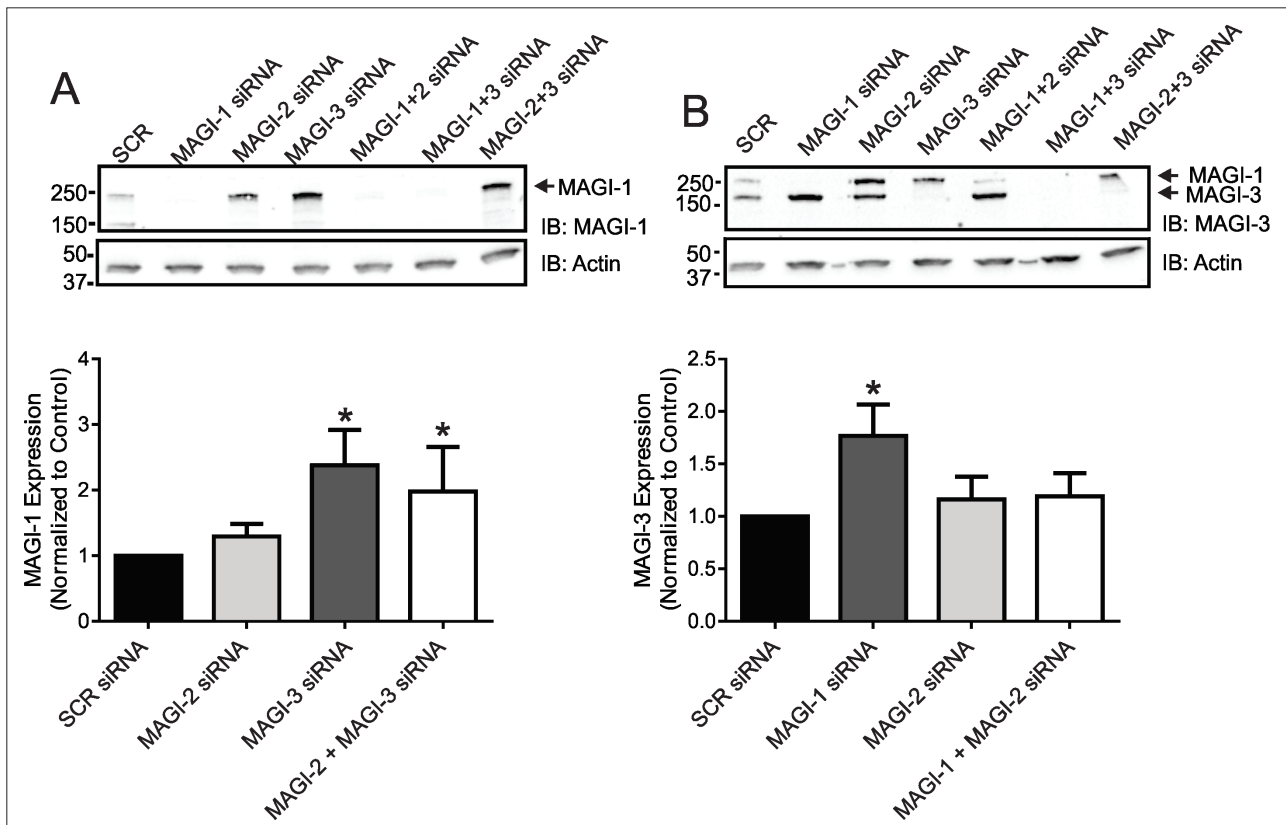 A
SCR
MAGI-1 siRNA
MAGI-2 siRNA
MAGI-3 siRNA
MAGI-1+2 siRNA
MAGI-1+3 siRNA
MAGI-2+3 siRNA
250
150
MAGI-1
IB: MAGI-1
50
37
IB: Actin
4
3
2
1
0
MAGI-1 Expression
(Normalized to Control)
*
*
SCR siRNA
MAGI-2 siRNA
MAGI-3 siRNA
MAGI-2 + MAGI-3 siRNA
B
SCR
MAGI-1 siRNA
MAGI-2 siRNA
MAGI-3 siRNA
MAGI-1+2 siRNA
MAGI-1+3 siRNA
MAGI-2+3 siRNA
250
150
MAGI-1
MAGI-3
IB: MAGI-3
50
37
IB: Actin
2.5
2.0
1.5
1.0
0.5
0.0
MAGI-3 Expression
(Normalized to Control)
*
SCR siRNA
MAGI-1 siRNA
MAGI-2 siRNA
MAGI-1 + MAGI-2 siRNA